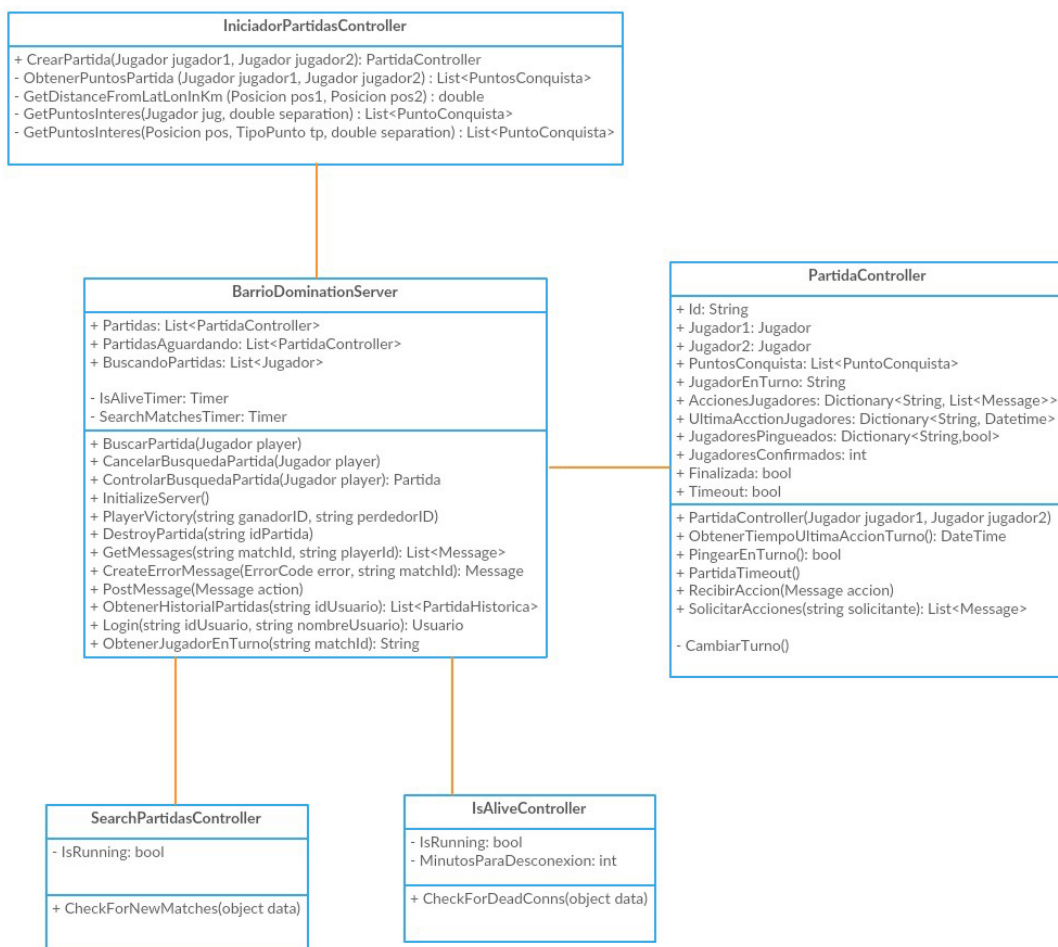 IniciadorPartidasController
+ CrearPartida(Jugador jugador1, Jugador jugador2): PartidaController
- ObtenerPuntosPartida (Jugador jugador1, Jugador jugador2) : List<PuntosConquista>
- GetDistanceFromLatLonInKm (Posicion pos1, Posicion pos2) : double
- GetPuntosInteres(Jugador jug, double separation) : List<PuntoConquista>
- GetPuntosInteres(Posicion pos, TipoPunto tp, double separation) : List<PuntoConquista>
BarrioDominationServer
+ Partidas: List<PartidaController>
+ PartidasAguardando: List<PartidaController>
+ BuscandoPartidas: List<Jugador>
- IsAliveTimer: Timer
- SearchMatchesTimer: Timer
+ BuscarPartida(Jugador player)
+ CancelarBusquedaPartida(Jugador player)
+ ControlarBusquedaPartida(Jugador player): Partida
+ InitializeServer()
+ PlayerVictory(string ganadorID, string perdedorID)
+ DestroyPartida(string idPartida)
+ GetMessages(string matchId, string playerId): List<Message>
+ CreateErrorMessage(ErrorCode error, string matchId): Message
+ PostMessage(Message action)
+ ObtenerHistorialPartidas(string idUsuario): List<PartidaHistorica>
+ Login(string idUsuario, string nombreUsuario): Usuario
+ ObtenerJugadorEnTurno(string matchId): String
PartidaController
+ Id: String
+ Jugador1: Jugador
+ Jugador2: Jugador
+ PuntosConquista: List<PuntoConquista>
+ JugadorEnTurno: String
+ AccionesJugadores: Dictionary<String, List<Message>>
+ UltimaAcctionJugadores: Dictionary<String, Datetime>
+ JugadoresPingueados: Dictionary<String,bool>
+ JugadoresConfirmados: int
+ Finalizada: bool
+ Timeout: bool
+ PartidaController(Jugador jugador1, Jugador jugador2)
+ ObtenerTiempoUltimaAccionTurno(): DateTime
+ PingearEnTurno(): bool
+ PartidaTimeout()
+ RecibirAccion(Message accion)
+ SolicitarAcciones(string solicitante): List<Message>
- CambiarTurno()
SearchPartidasController
- IsRunning: bool
+ CheckForNewMatches(object data)
IsAliveController
- IsRunning: bool
- MinutosParaDesconexion: int
+ CheckForDeadConns(object data)